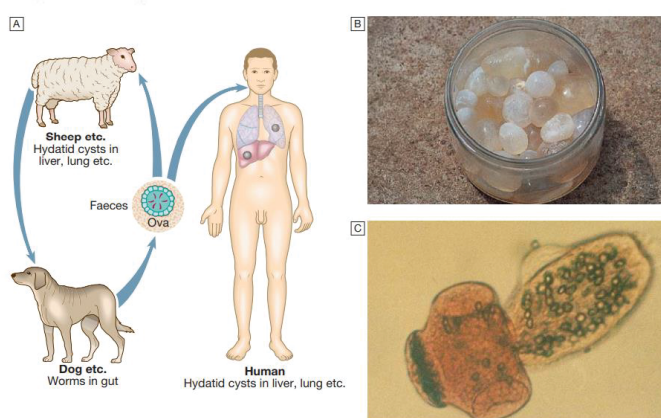 A
B
Sheep etc.
Hydatid cysts in
liver, lung etc.
Faeces
Ova
Dog etc.
Worms in gut
Human
Hydatid cysts in liver, lung etc.
C